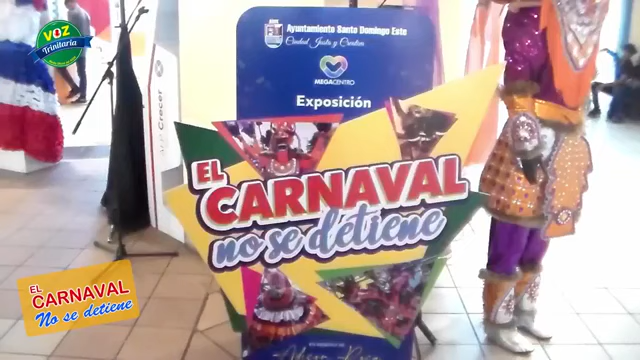 VOZ
Trinitaria
Ayuntamiento Santo Domingo Este
Ciudad Justa y Creativa
MEGACENTRO
Exposición
Crecer
EL
CARNAVAL
no se detiene
EL
CARNAVAL
No se detiene